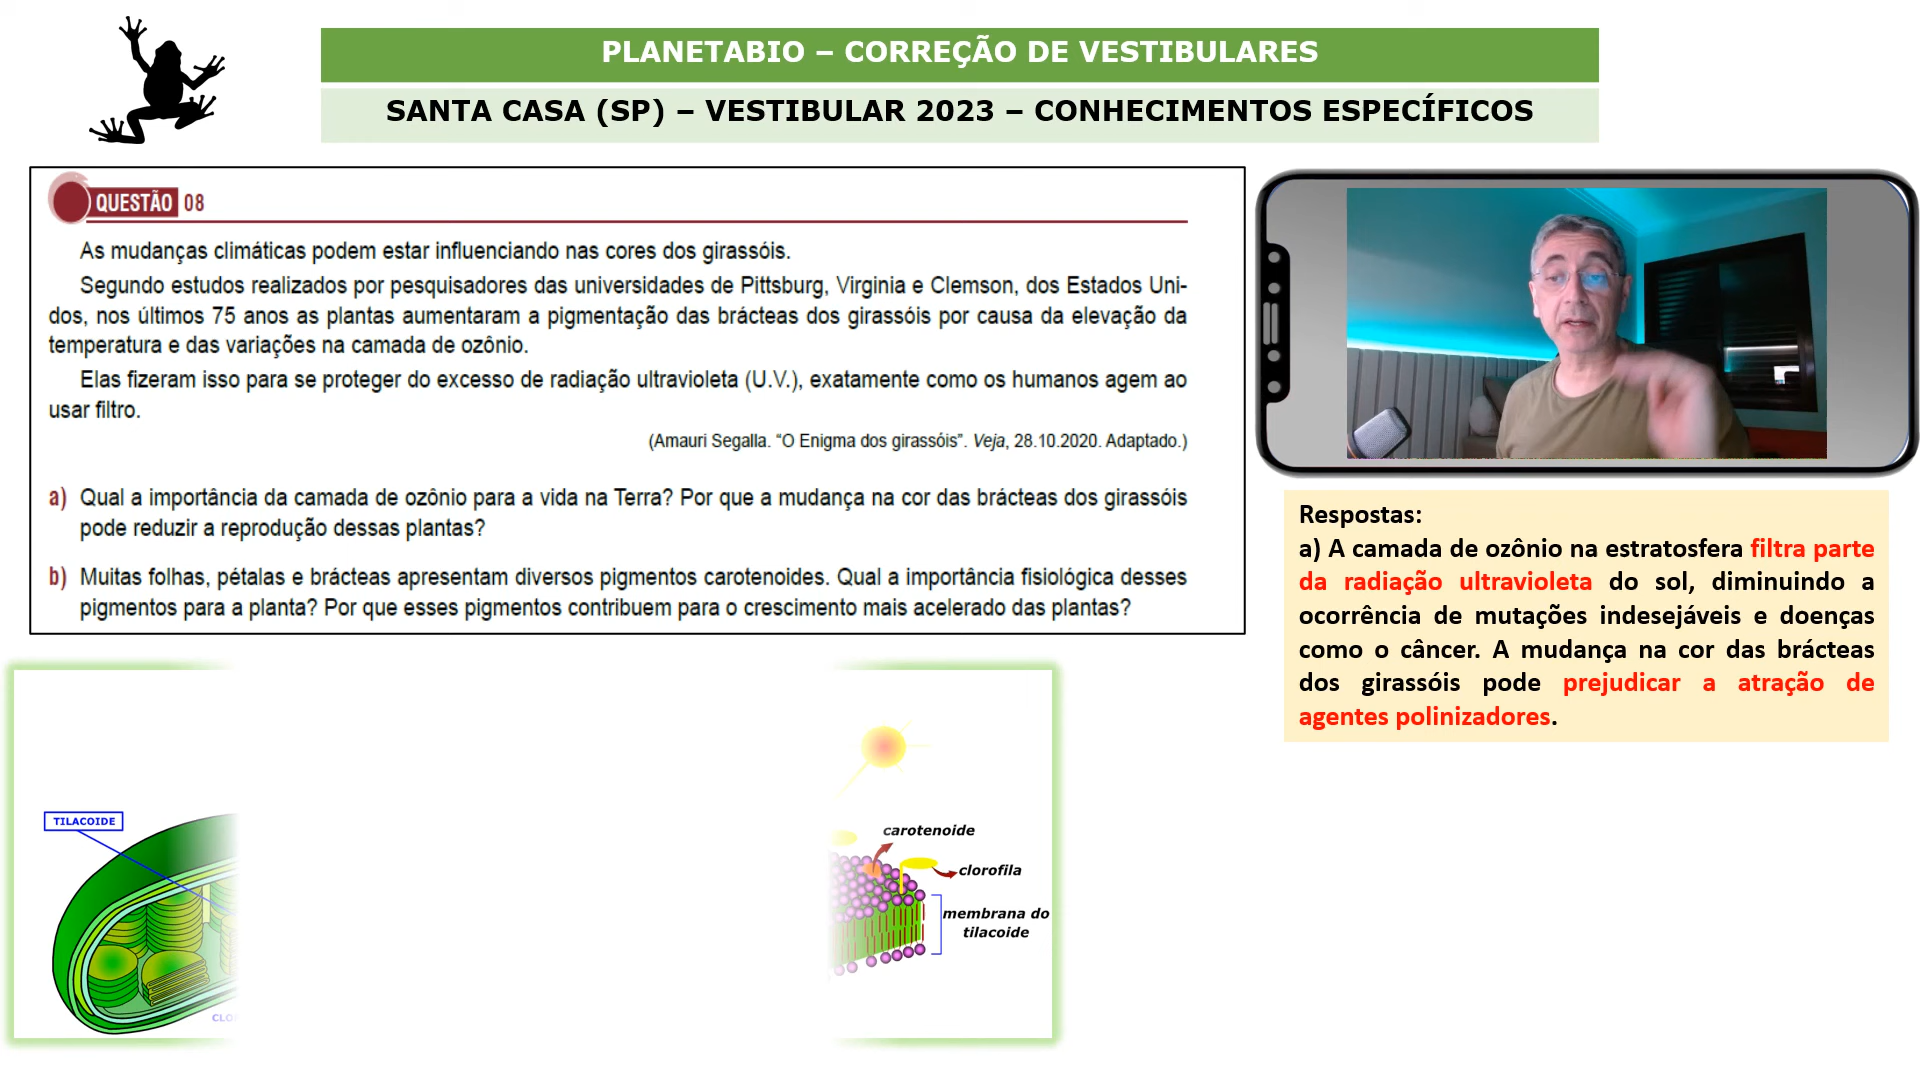 PLANETABIO – CORREÇÃO DE VESTIBULARES
SANTA CASA (SP) – VESTIBULAR 2023 – CONHECIMENTOS ESPECÍFICOS
QUESTÃO 08
As mudanças climáticas podem estar influenciando nas cores dos girassóis.
Segundo estudos realizados por pesquisadores das universidades de Pittsburg, Virginia e Clemson, dos Estados Uni-
dos, nos últimos 75 anos as plantas aumentaram a pigmentação das brácteas dos girassóis por causa da elevação da
temperatura e das variações na camada de ozônio.
Elas fizeram isso para se proteger do excesso de radiação ultravioleta (U.V.), exatamente como os humanos agem ao
usar filtro.
(Amauri Segalla. “O Enigma dos girassóis”. Veja, 28.10.2020. Adaptado.)
a) Qual a importância da camada de ozônio para a vida na Terra? Por que a mudança na cor das brácteas dos girassóis
pode reduzir a reprodução dessas plantas?
b) Muitas folhas, pétalas e brácteas apresentam diversos pigmentos carotenoides. Qual a importância fisiológica desses
pigmentos para a planta? Por que esses pigmentos contribuem para o crescimento mais acelerado das plantas?
Respostas:
a) A camada de ozônio na estratosfera filtra parte
da radiação ultravioleta do sol, diminuindo a
ocorrência de mutações indesejáveis e doenças
como o câncer. A mudança na cor das brácteas
dos girassóis pode prejudicar a atração de
agentes polinizadores.
TILACOIDE
CLO
carotenoide
clorofila
membrana do
tilacoide